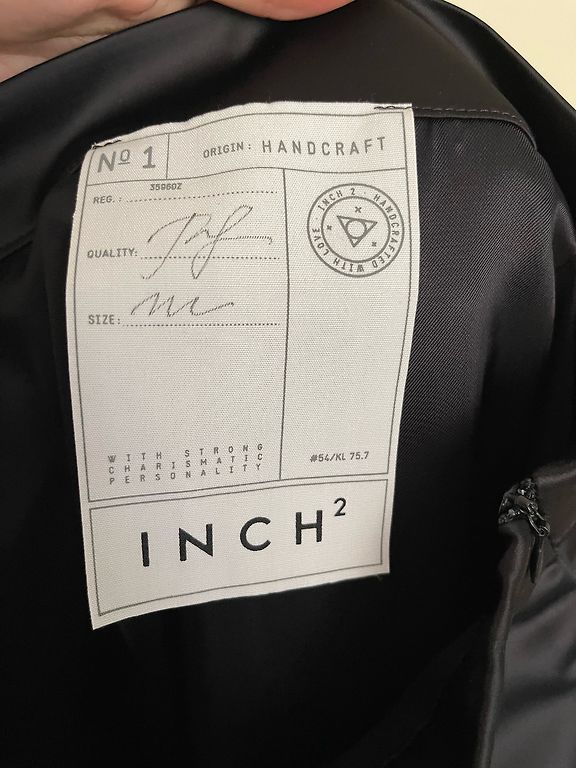 Nº 1
ORIGIN: HANDCRAFT
REG.: 35960Z
QUALITY:
SIZE:
INCH 2 · HANDCRAFTED WITH LOVE ·
WITH STRONG
CHARISMATIC
PERSONALITY
#54/KL 75.7
INCH²